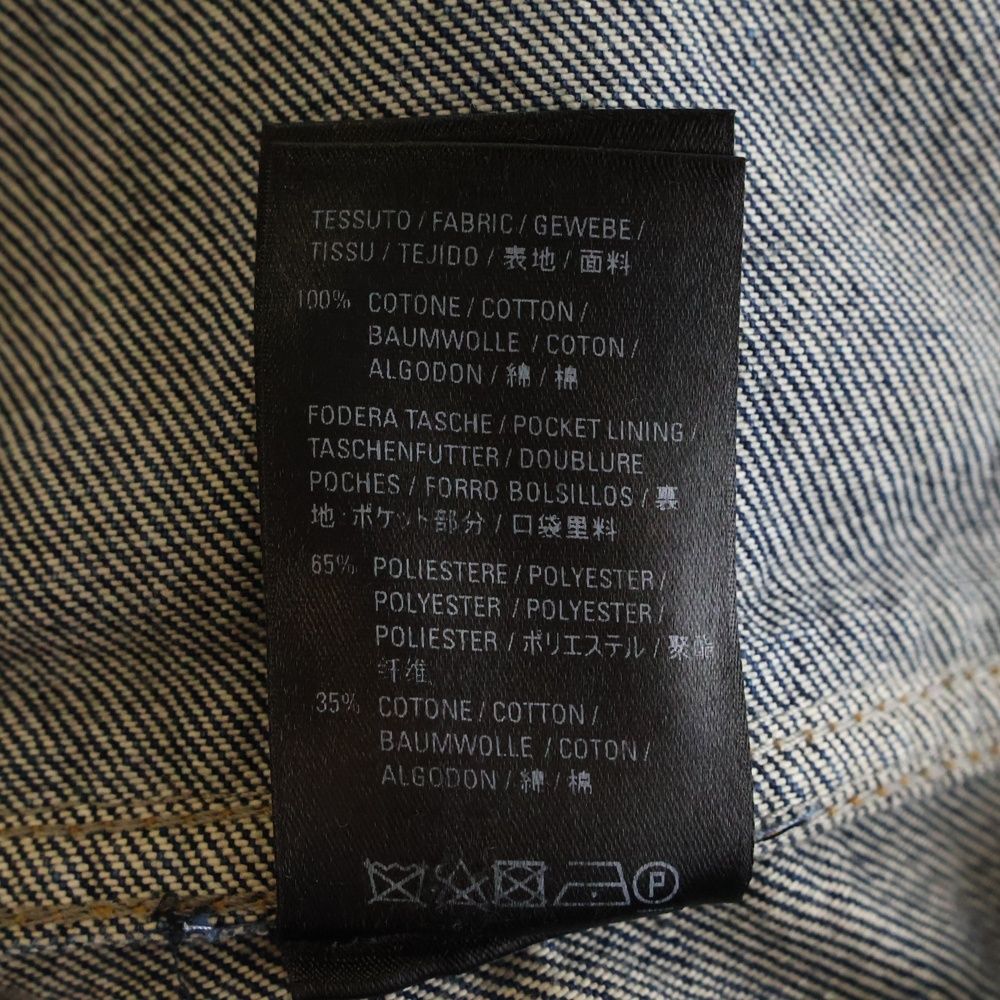 TESSUTO / FABRIC / GEWEBE /
TISSU / TEJIDO / 表地 / 面料
100% COTONE / COTTON /
BAUMWOLLE / COTON /
ALGODON / 綿 / 棉
FODERA TASCHE / POCKET LINING /
TASCHENFUTTER / DOUBLURE
POCHES / FORRO BOLSILLOS / 裏
地·ポケット部分 / 口袋里料
65% POLIESTERE / POLYESTER /
POLYESTER / POLYESTER /
POLIESTER / ポリエステル / 聚酯
纤维
35% COTONE / COTTON /
BAUMWOLLE / COTON /
ALGODON / 綿 / 棉
P